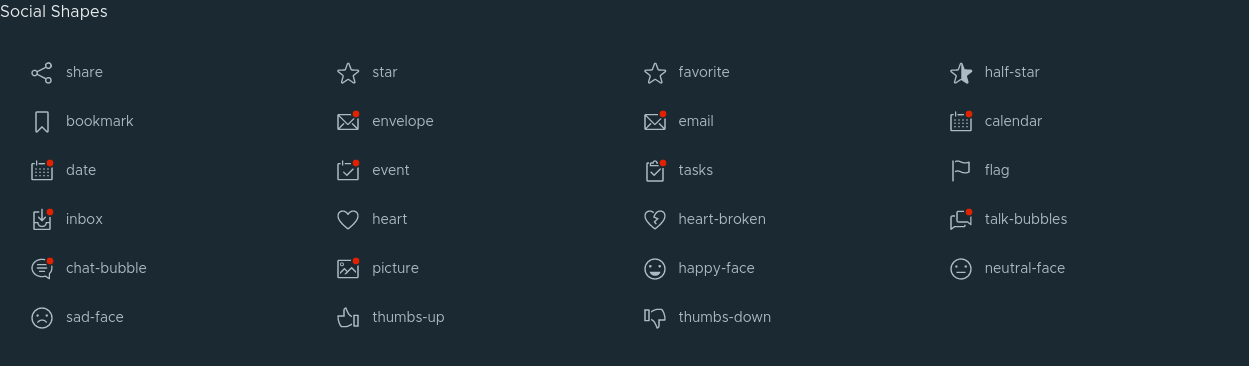 Social Shapes
share star favorite half-star
bookmark envelope email calendar
date event tasks flag
inbox heart heart-broken talk-bubbles
chat-bubble picture happy-face neutral-face
sad-face thumbs-up thumbs-down